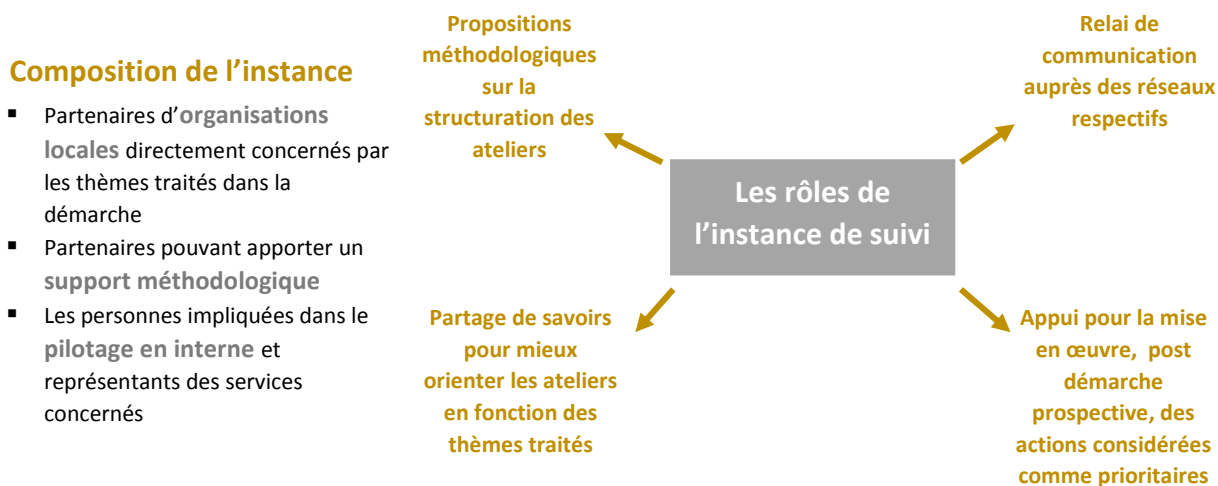 Composition de l'instance
▪ Partenaires d'organisations
locales directement concernés par
les thèmes traités dans la
démarche
▪ Partenaires pouvant apporter un
support méthodologique
▪ Les personnes impliquées dans le
pilotage en interne et
représentants des services
concernés
Propositions
méthodologiques
sur la
structuration des
ateliers
Relai de
communication
auprès des réseaux
respectifs
Les rôles de
l'instance de suivi
Partage de savoirs
pour mieux
orienter les ateliers
en fonction des
thèmes traités
Appui pour la mise
en œuvre, post
démarche
prospective, des
actions considérées
comme prioritaires